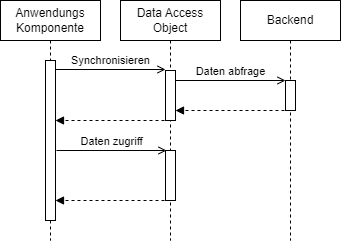 Anwendungs
Komponente
Data Access
Object
Backend
Synchronisieren
Daten abfrage
Daten zugriff